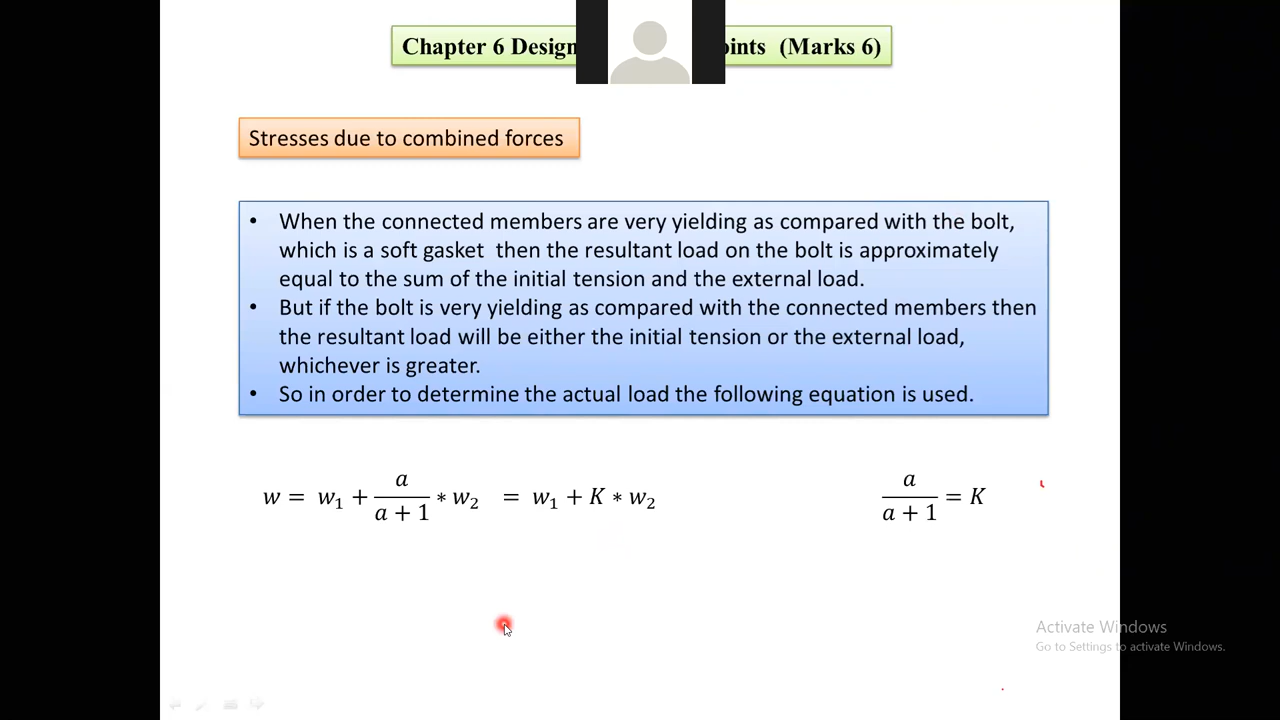 Chapter 6 Design oints (Marks 6)
Stresses due to combined forces
• When the connected members are very yielding as compared with the bolt,
which is a soft gasket then the resultant load on the bolt is approximately
equal to the sum of the initial tension and the external load.
• But if the bolt is very yielding as compared with the connected members then
the resultant load will be either the initial tension or the external load,
whichever is greater.
• So in order to determine the actual load the following equation is used.
w = w₁ + a/(a + 1) * w₂ = w₁ + K * w₂
a/(a + 1) = K
Activate Windows
Go to Settings to activate Windows.